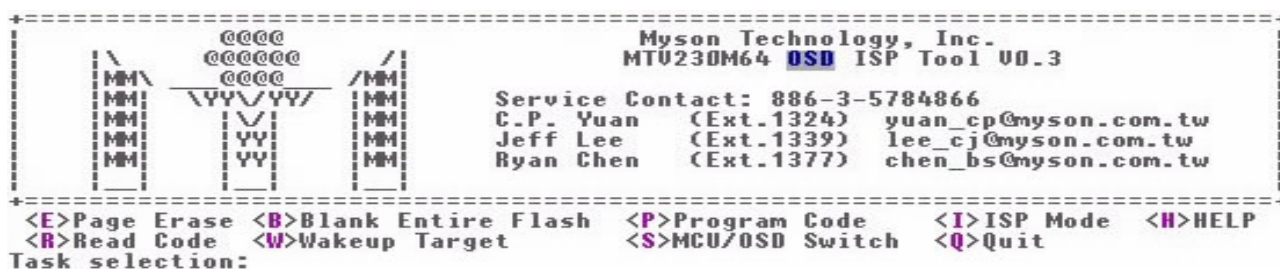 Myson Technology, Inc.
MTV230M64 OSD ISP Tool V0.3
Service Contact: 886-3-5784866
C.P. Yuan (Ext.1324) yuan_cp@myson.com.tw
Jeff Lee (Ext.1339) lee_cj@myson.com.tw
Ryan Chen (Ext.1377) chen_bs@myson.com.tw
<E>Page Erase <B>Blank Entire Flash <P>Program Code <I>ISP Mode <H>HELP
<R>Read Code <W>Wakeup Target <S>MCU/OSD Switch <Q>Quit
Task selection: